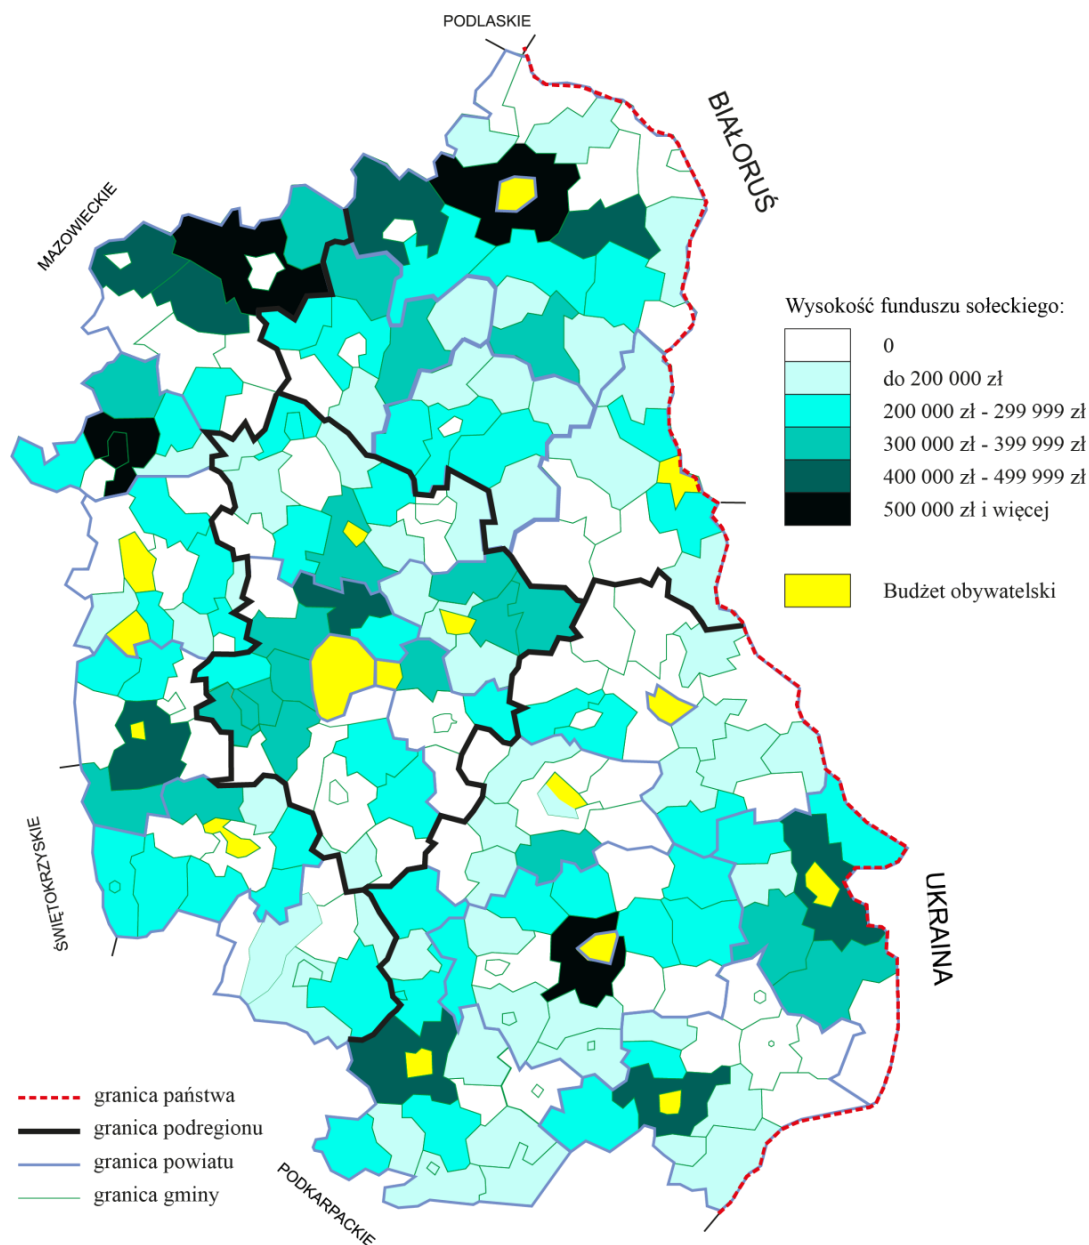 PODLASKIE
BIAŁORUŚ
MAZOWIECKIE
Wysokość funduszu sołeckiego:
0
do 200 000 zł
200 000 zł - 299 999 zł
300 000 zł - 399 999 zł
400 000 zł - 499 999 zł
500 000 zł i więcej
Budżet obywatelski
ŚWIĘTOKRZYSKIE
UKRAINA
granica państwa
granica podregionu
granica powiatu
granica gminy
PODKARPACKIE